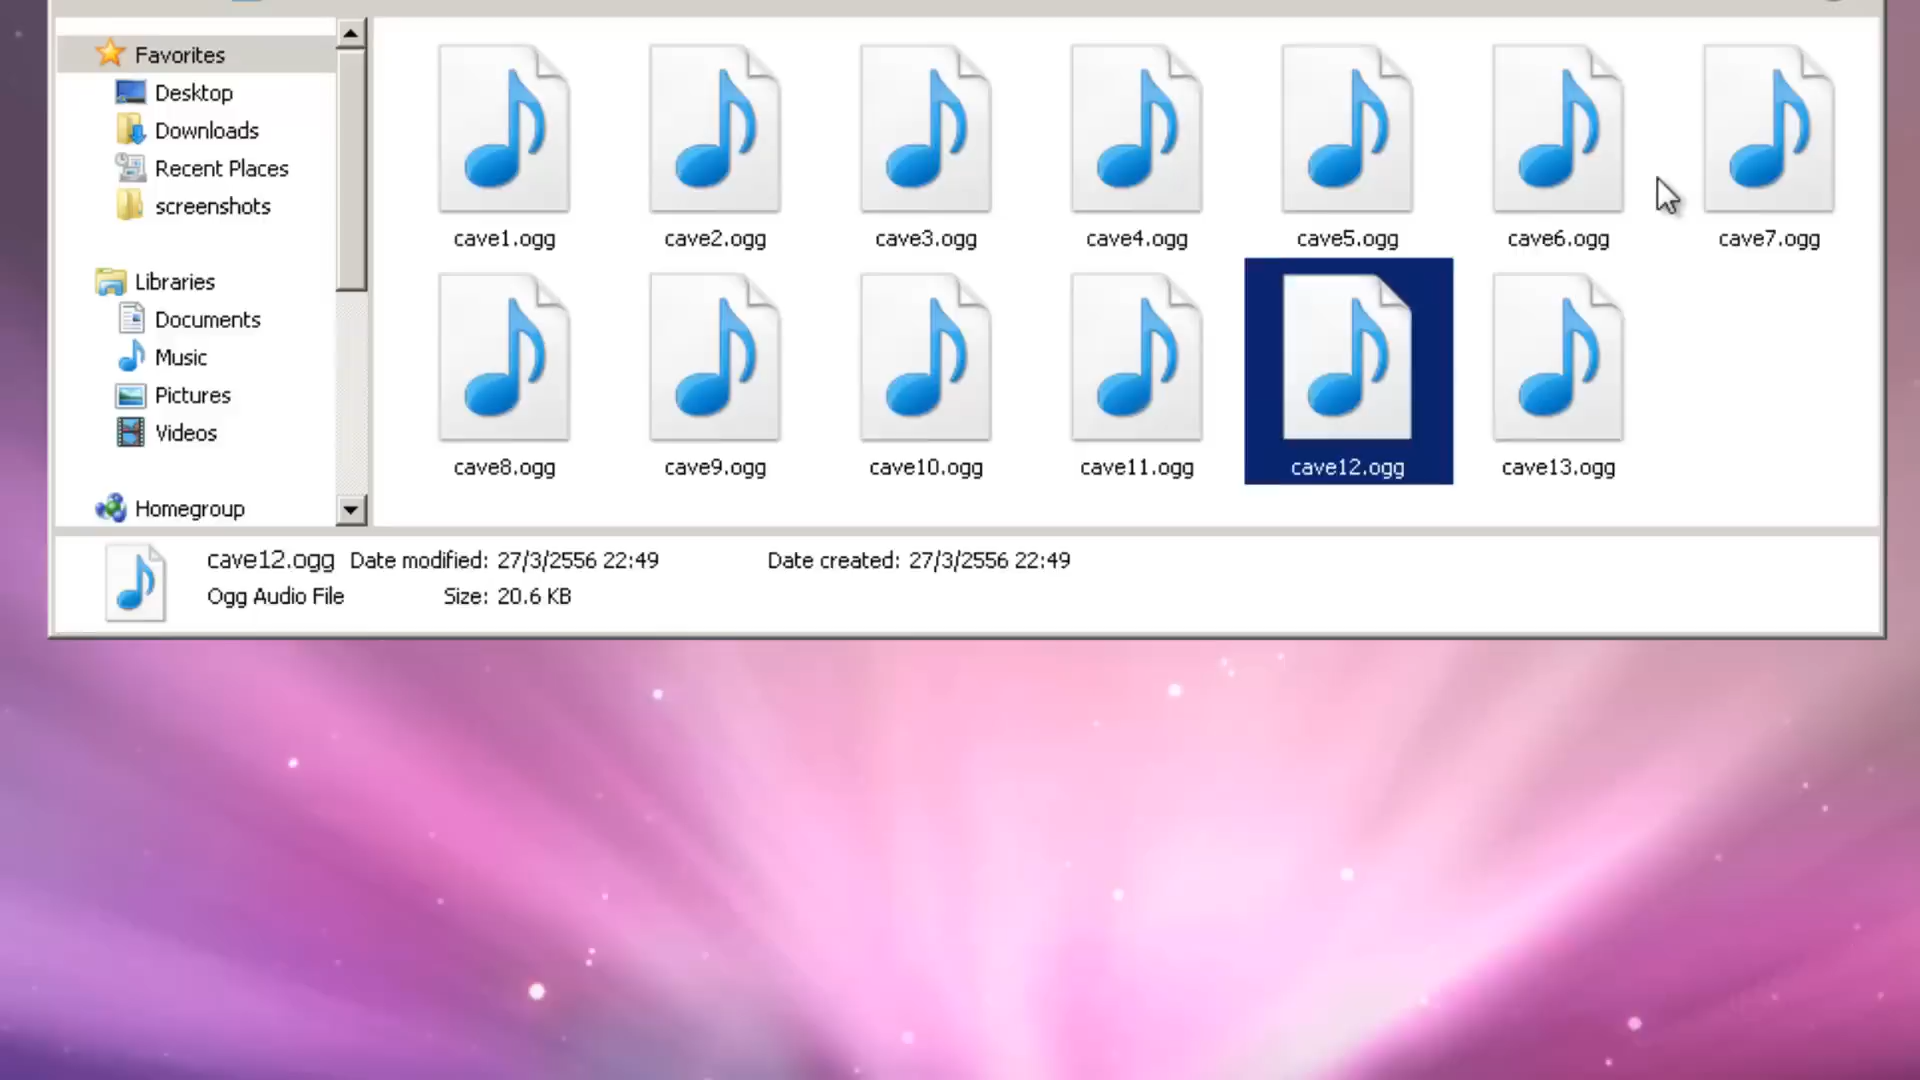 Favorites
Desktop
Downloads
Recent Places
screenshots
Libraries
Documents
Music
Pictures
Videos
Homegroup
cave1.ogg cave2.ogg cave3.ogg cave4.ogg cave5.ogg cave6.ogg cave7.ogg
cave8.ogg cave9.ogg cave10.ogg cave11.ogg cave12.ogg cave13.ogg
cave12.ogg Date modified: 27/3/2556 22:49 Date created: 27/3/2556 22:49
Ogg Audio File Size: 20.6 KB